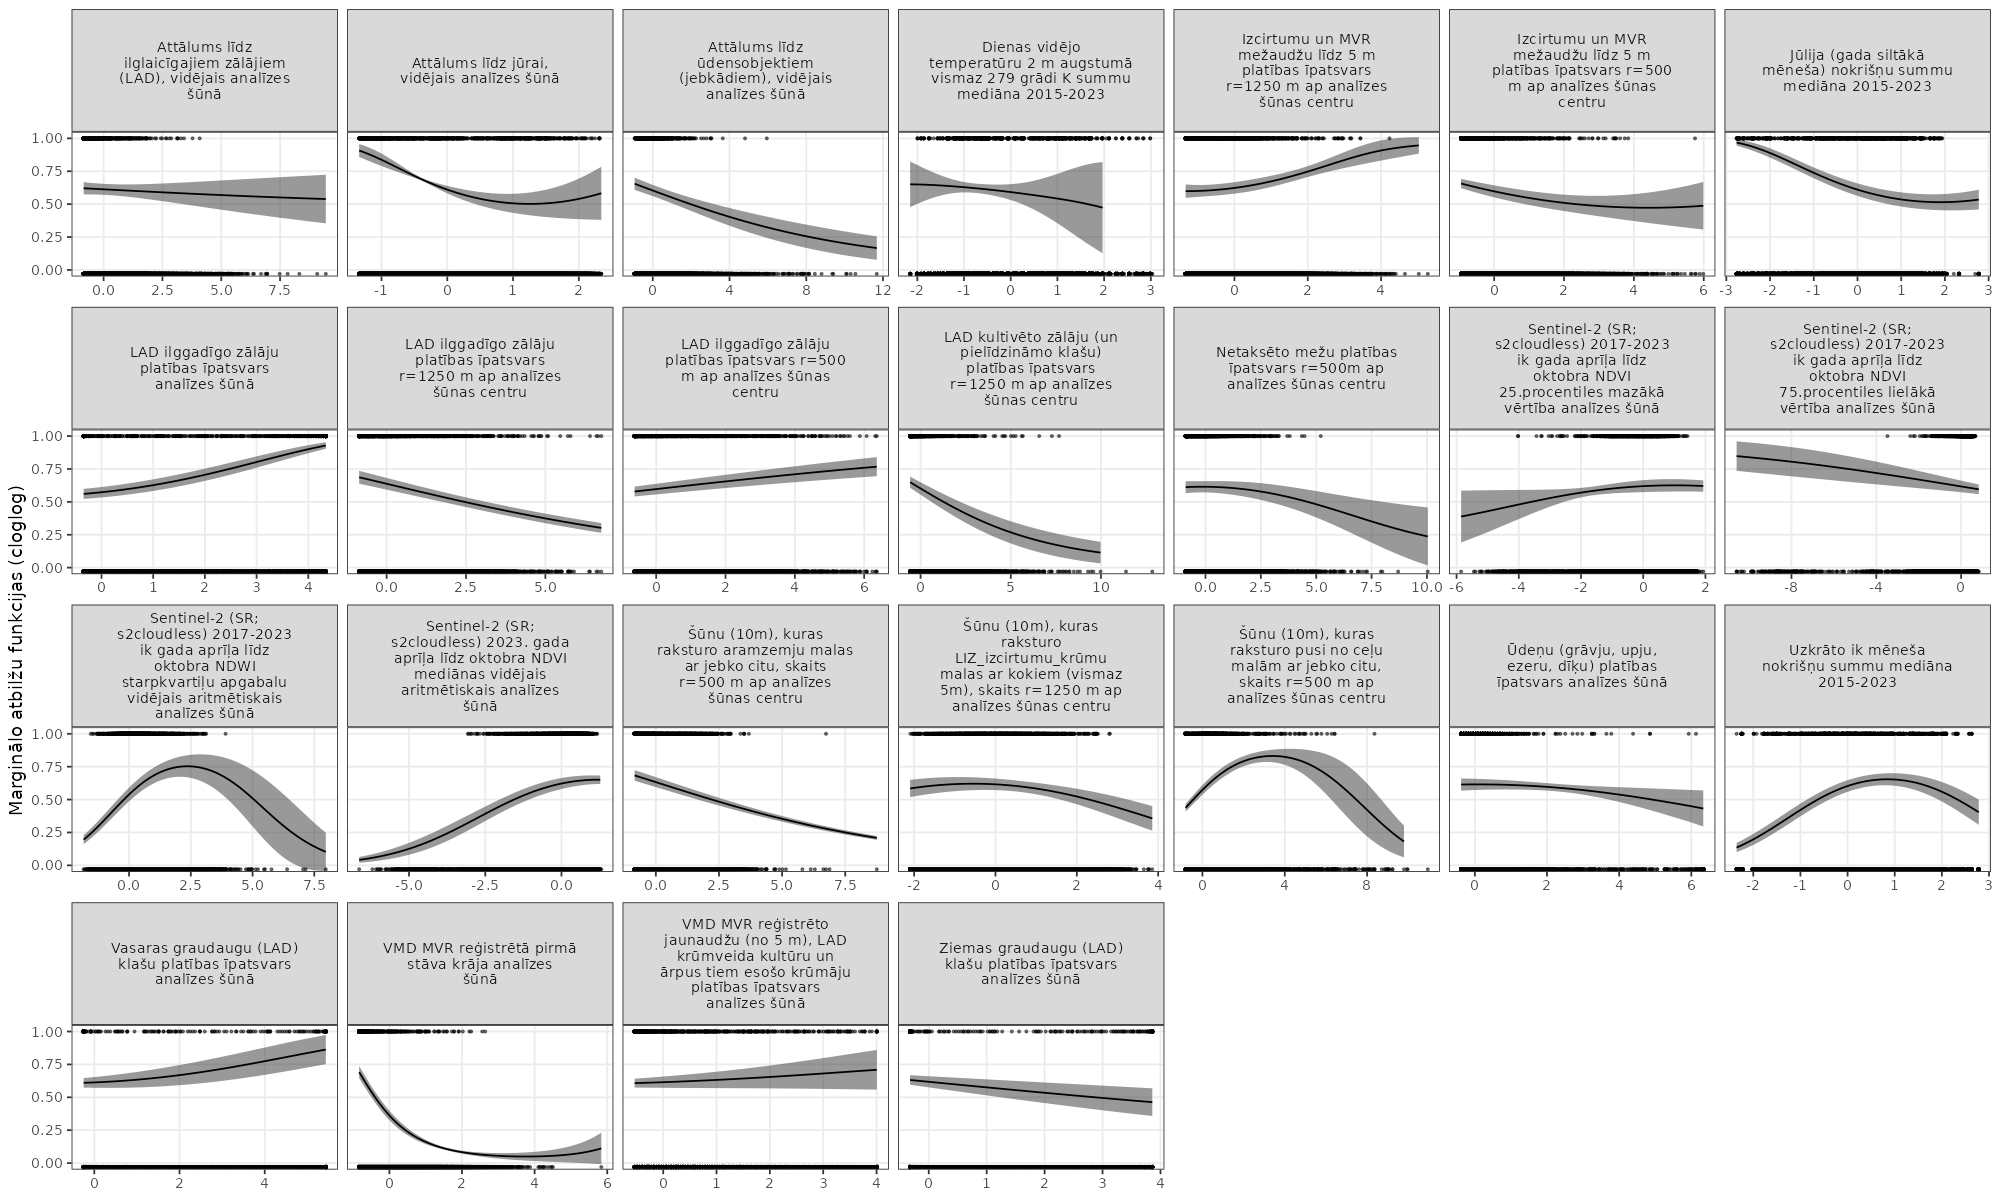 Attālums līdz
ilglaicīgajiem zālājiem
(LAD), vidējais analīzes
šūnā
Attālums līdz jūrai,
vidējais analīzes šūnā
Attālums līdz
ūdensobjektiem
(jebkādiem), vidējais
analīzes šūnā
Dienas vidējo
temperatūru 2 m augstumā
vismaz 279 grādi K summu
mediāna 2015-2023
Izcirtumu un MVR
mežaudžu līdz 5 m
platības īpatsvars
r=1250 m ap analīzes
šūnas centru
Izcirtumu un MVR
mežaudžu līdz 5 m
platības īpatsvars r=500
m ap analīzes šūnas
centru
Jūlija (gada siltākā
mēneša) nokrišņu summu
mediāna 2015-2023
1.00
0.75
0.50
0.25
0.00
0.0 2.5 5.0 7.5
-1 0 1 2
0 4 8 12
-2 -1 0 1 2 3
0 2 4
0 2 4 6
-3 -2 -1 0 1 2 3
LAD ilggadīgo zālāju
platības īpatsvars
analīzes šūnā
LAD ilggadīgo zālāju
platības īpatsvars
r=1250 m ap analīzes
šūnas centru
LAD ilggadīgo zālāju
platības īpatsvars r=500
m ap analīzes šūnas
centru
LAD kultivēto zālāju (un
pielīdzināmo klašu)
platības īpatsvars
r=1250 m ap analīzes
šūnas centru
Netaksēto mežu platības
īpatsvars r=500m ap
analīzes šūnas centru
Sentinel-2 (SR;
s2cloudless) 2017-2023
ik gada aprīļa līdz
oktobra NDVI
25.procentiles mazākā
vērtība analīzes šūnā
Sentinel-2 (SR;
s2cloudless) 2017-2023
ik gada aprīļa līdz
oktobra NDVI
75.procentiles lielākā
vērtība analīzes šūnā
1.00
0.75
0.50
0.25
0.00
0 1 2 3 4
0.0 2.5 5.0
0 2 4 6
0 5 10
0.0 2.5 5.0 7.5 10.0
-6 -4 -2 0 2
-8 -4 0
Marginālo atbilžu funkcijas (cloglog)
Sentinel-2 (SR;
s2cloudless) 2017-2023
ik gada aprīļa līdz
oktobra NDWI
starpkvartiļu apgabalu
vidējais aritmētiskais
analīzes šūnā
Sentinel-2 (SR;
s2cloudless) 2023. gada
aprīļa līdz oktobra NDVI
mediānas vidējais
aritmētiskais analīzes
šūnā
Šūnu (10m), kuras
raksturo aramzemju malas
ar jebko citu, skaits
r=500 m ap analīzes
šūnas centru
Šūnu (10m), kuras
raksturo
LIZ_izcirtumu_krūmu
malas ar kokiem (vismaz
5m), skaits r=1250 m ap
analīzes šūnas centru
Šūnu (10m), kuras
raksturo pusi no ceļu
malām ar jebko citu,
skaits r=500 m ap
analīzes šūnas centru
Ūdeņu (grāvju, upju,
ezeru, dīķu) platības
īpatsvars analīzes šūnā
Uzkrāto ik mēneša
nokrišņu summu mediāna
2015-2023
1.00
0.75
0.50
0.25
0.00
0.0 2.5 5.0 7.5
-5.0 -2.5 0.0
0.0 2.5 5.0 7.5
-2 0 2 4
0 4 8
0 2 4 6
-2 -1 0 1 2 3
Vasaras graudaugu (LAD)
klašu platības īpatsvars
analīzes šūnā
VMD MVR reģistrētā pirmā
stāva krāja analīzes
šūnā
VMD MVR reģistrēto
jaunaudžu (no 5 m), LAD
krūmveida kultūru un
ārpus tiem esošo krūmāju
platības īpatsvars
analīzes šūnā
Ziemas graudaugu (LAD)
klašu platības īpatsvars
analīzes šūnā
1.00
0.75
0.50
0.25
0.00
0 2 4
0 2 4 6
0 1 2 3 4
0 1 2 3 4